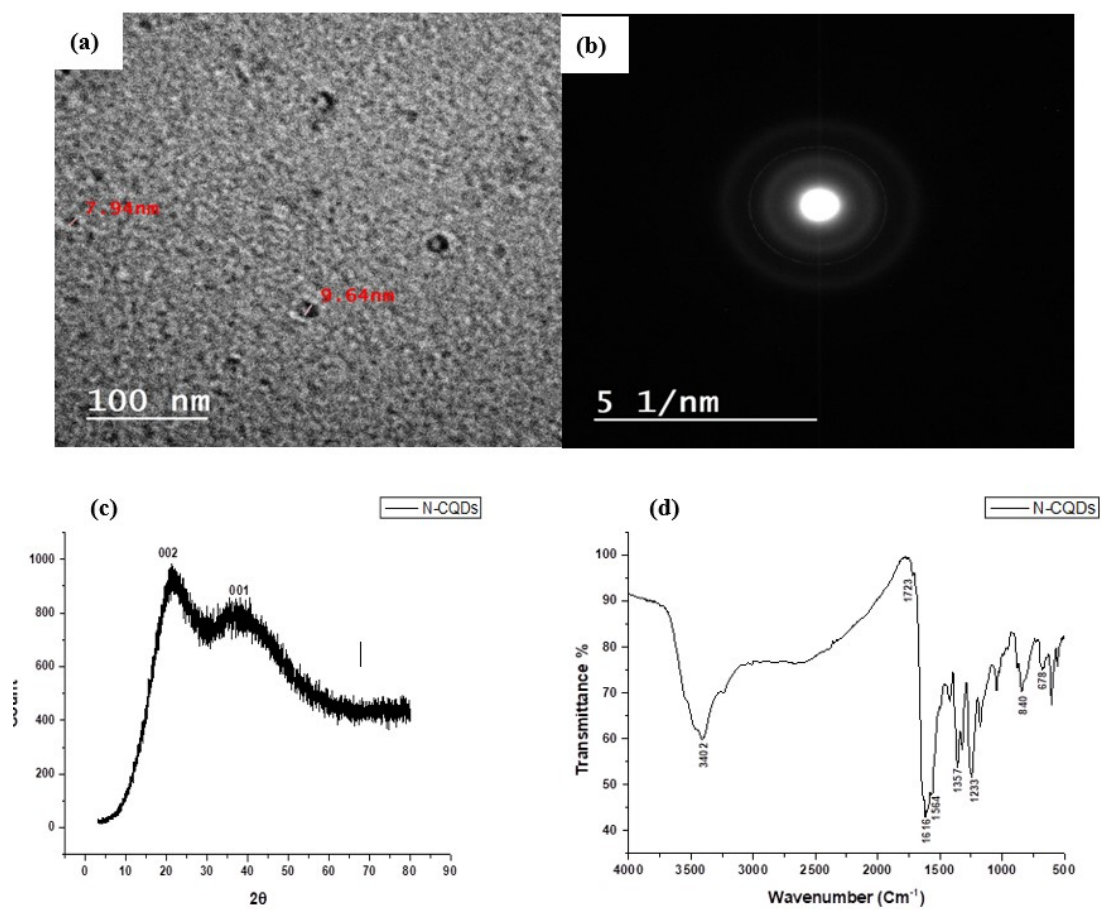 (a)
7.94nm
9.64nm
100 nm
(b)
5 1/nm
(c)
N-CQDs
002
001
1000
800
600
400
200
0
0 10 20 30 40 50 60 70 80 90
2θ
(d)
N-CQDs
Transmittance %
100
90
80
70
60
50
40
3402
1723
1616
1564
1357
1233
840
678
4000 3500 2500 2000 1500 1000 500
Wavenumber (Cm-1)